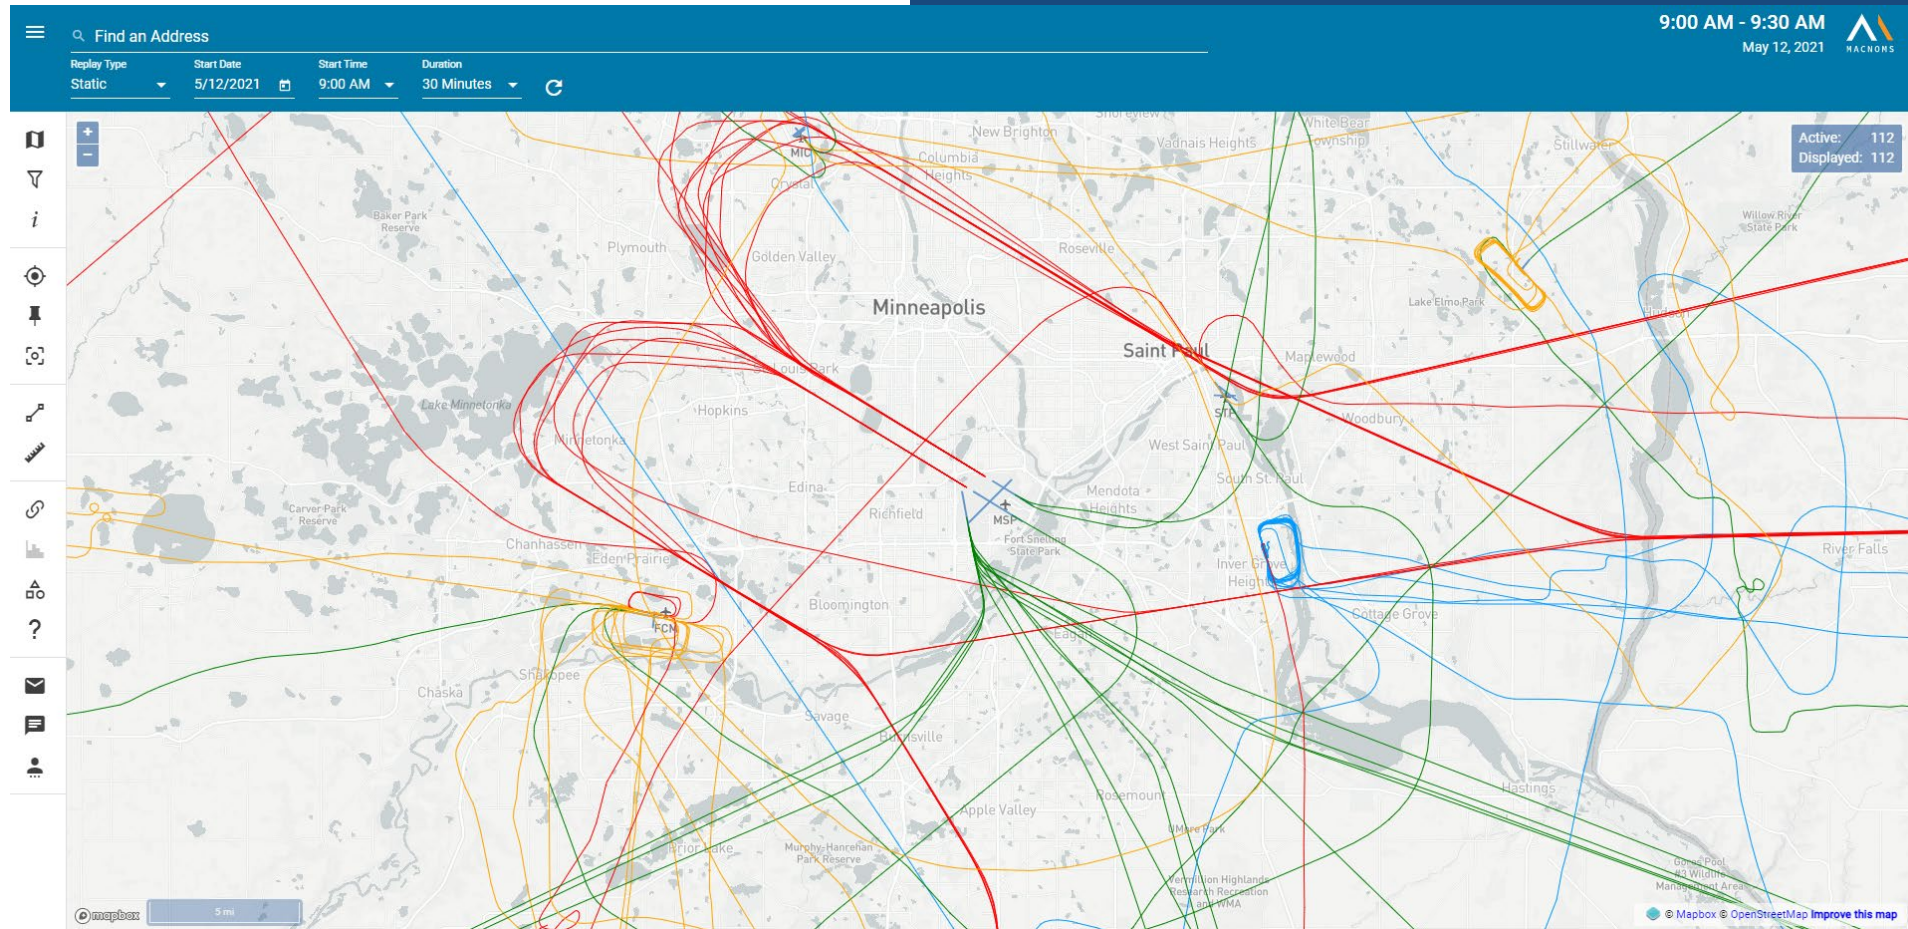 Find an Address
9:00 AM - 9:30 AM
May 12, 2021
MACNOMS
Replay Type
Start Date
Start Time
Duration
Static
5/12/2021
9:00 AM
30 Minutes
+
−
Active: 112
Displayed: 112
MIC
New Brighton
Shoreview
Vadnais Heights
White Bear
Township
Stillwater
Columbia
Heights
Crystal
Baker Park
Reserve
Willow River
State Park
Plymouth
Golden Valley
Roseville
Minneapolis
Lake Elmo Park
Hudson
Saint Paul
Maplewood
St. Louis Park
Lake Minnetonka
Hopkins
STP
Woodbury
Minnetonka
West Saint Paul
Edina
Mendota
Heights
South St. Paul
Carver Park
Reserve
Richfield
MSP
Fort Snelling
State Park
Chanhassen
Eden Prairie
Inver Grove
Heights
River Falls
Bloomington
Cottage Grove
FCM
Eagan
Shakopee
Chaska
Savage
Burnsville
Hastings
Apple Valley
Rosemount
UMore Park
Prior Lake
Murphy-Hanrehan
Park Reserve
Vermillion Highlands
Research Recreation
and WMA
Gores Pool
#3 Wildlife
Management Area
mapbox
5 mi
© Mapbox © OpenStreetMap Improve this map